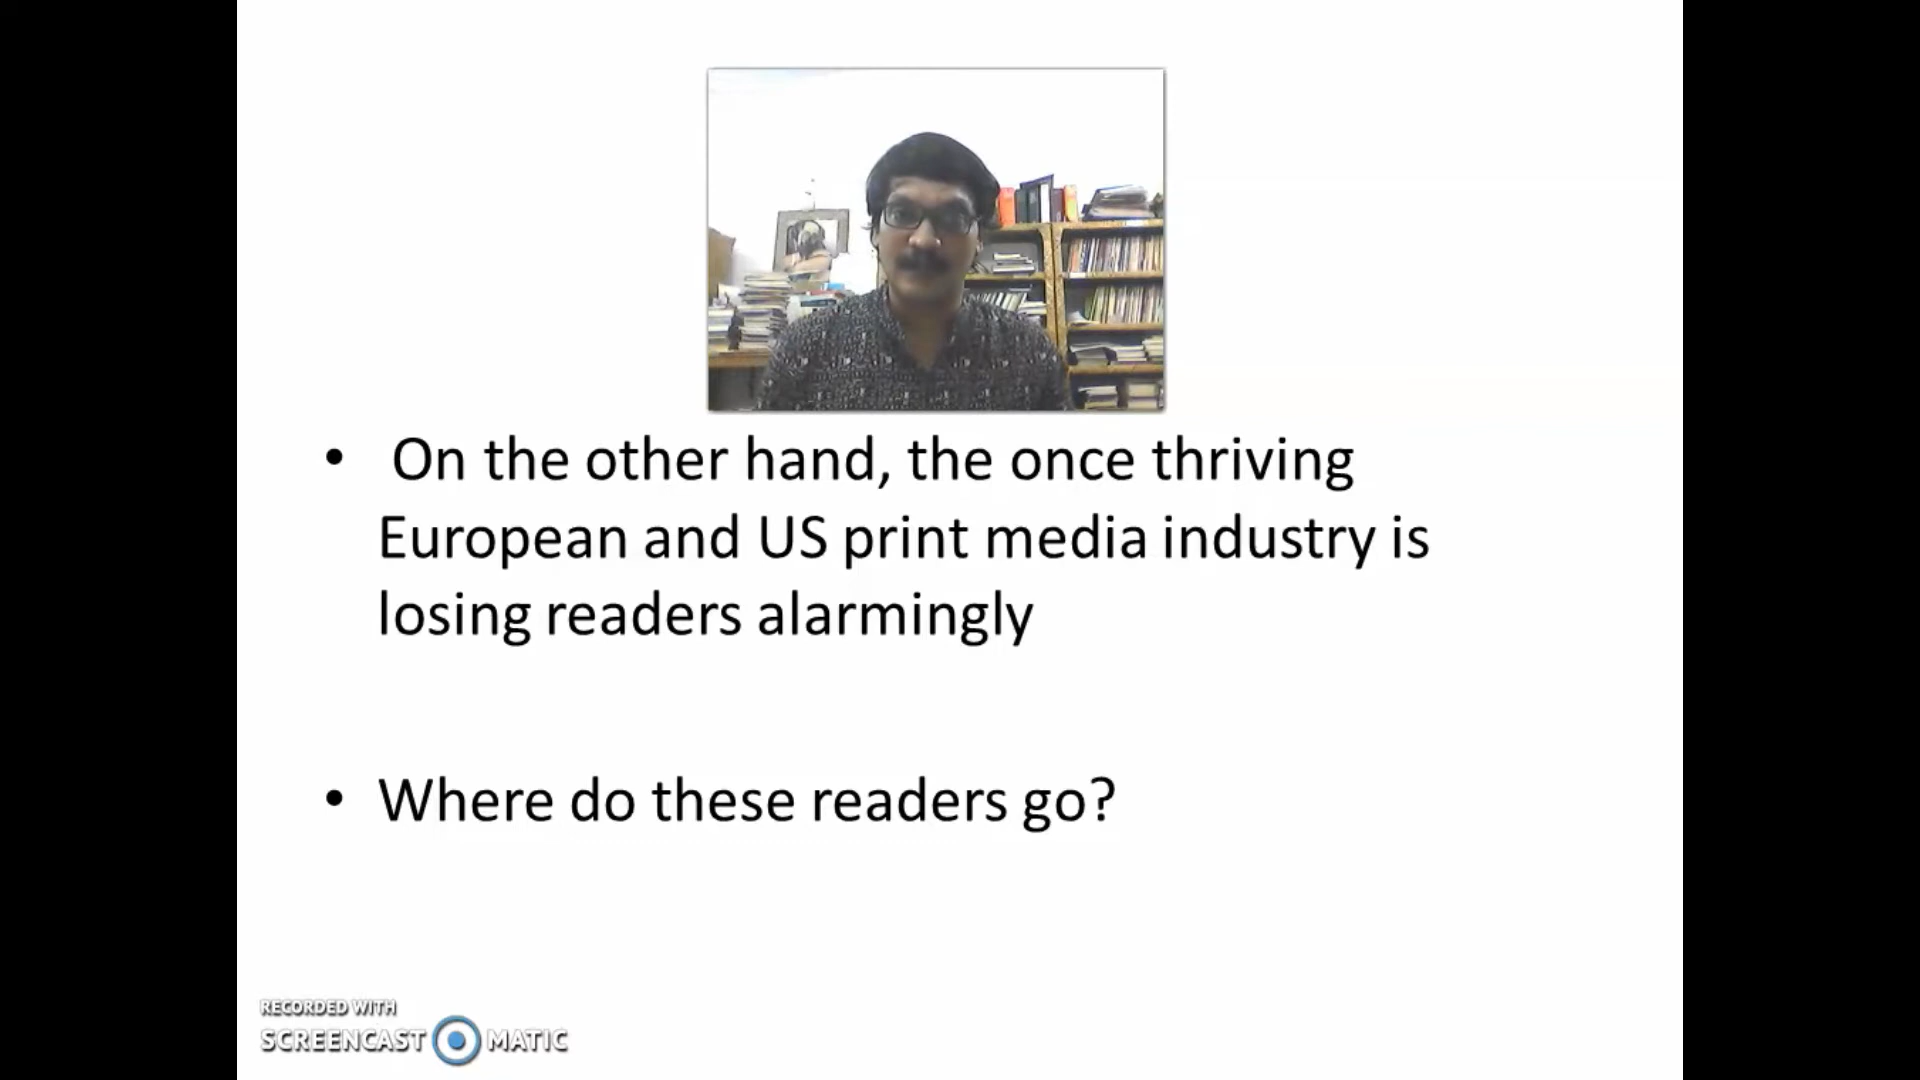 • On the other hand, the once thriving
European and US print media industry is
losing readers alarmingly
• Where do these readers go?
RECORDED WITH
SCREENCAST MATIC